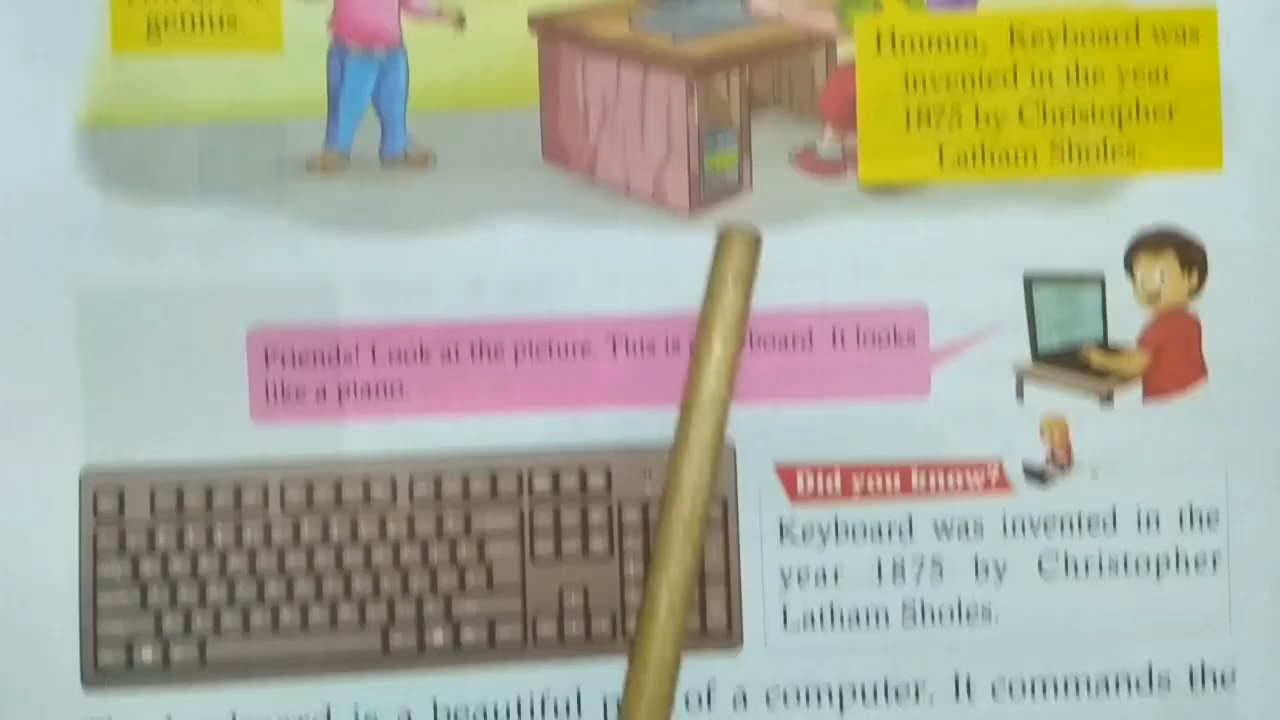 genius.
Hmmm, Keyboard was
invented in the year
1875 by Christopher
Latham Sholes.
Friends! Look at the picture. This is board. It looks
like a piano.
Did you know?
Keyboard was invented in the
year 1875 by Christopher
Latham Sholes.
is a beautiful of a computer. It commands the